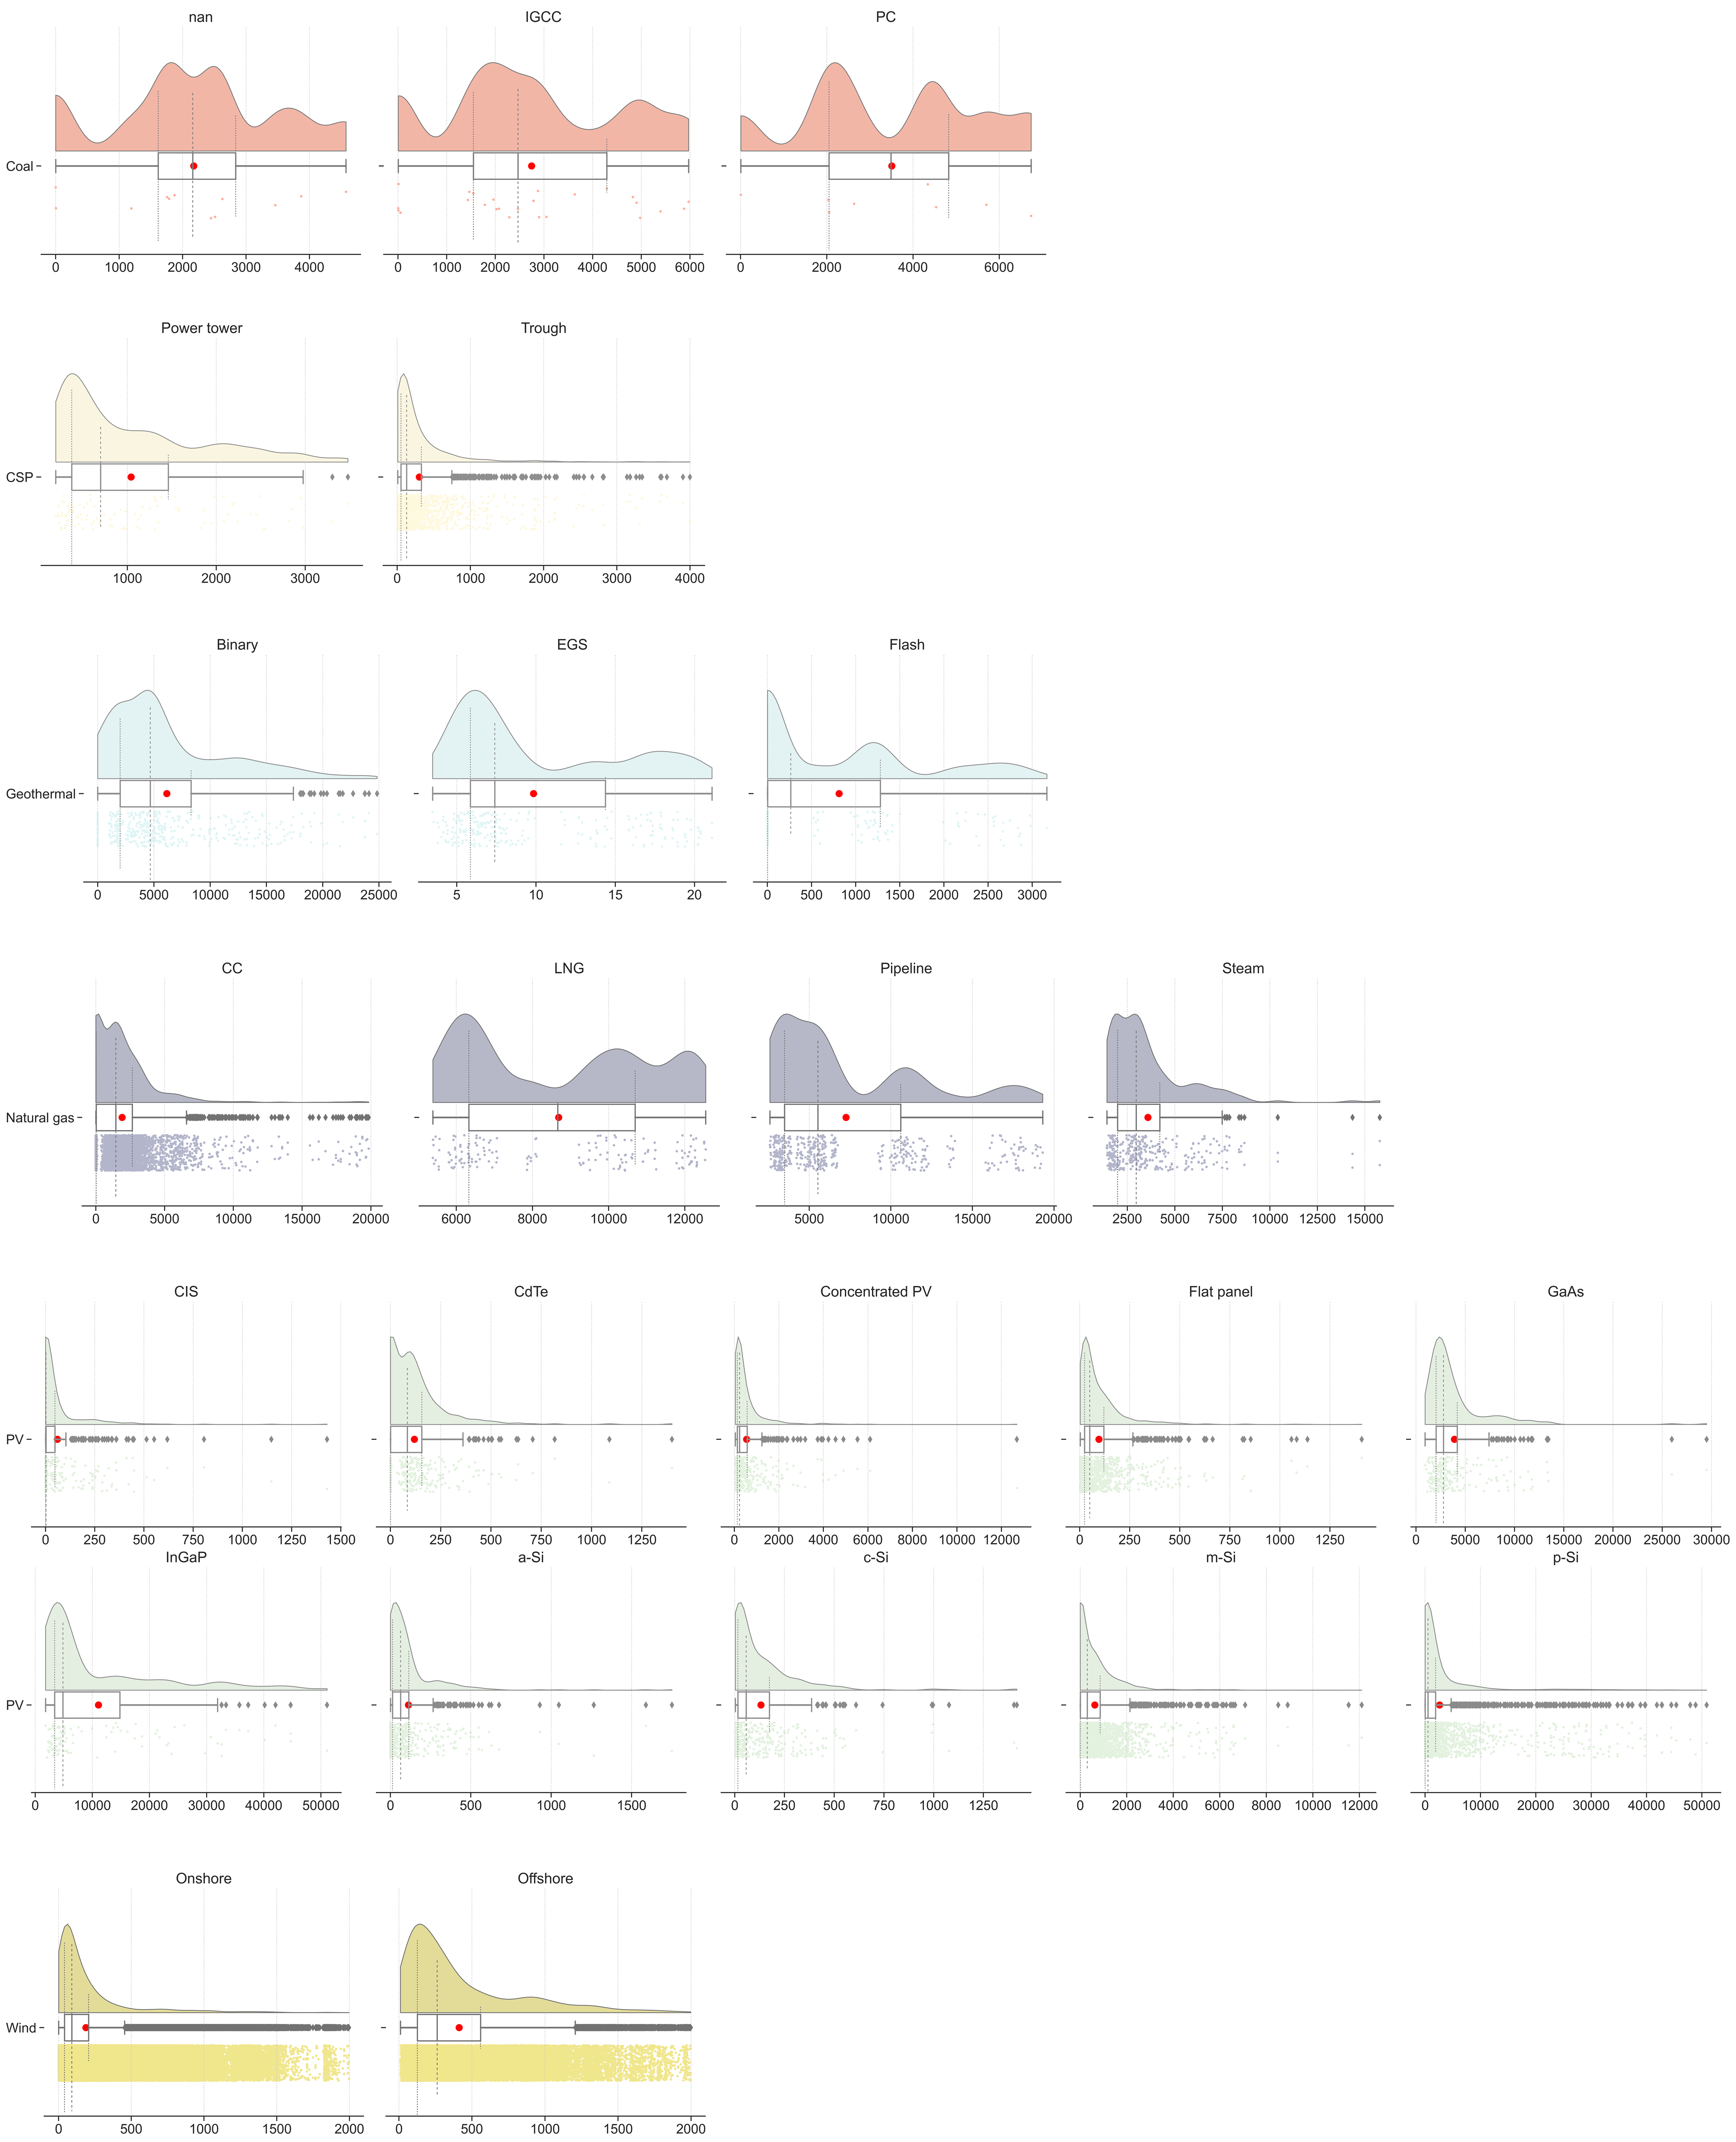 nan IGCC PC
Coal
0 1000 2000 3000 4000 0 1000 2000 3000 4000 5000 6000 0 2000 4000 6000
Power tower Trough
CSP
1000 2000 3000 0 1000 2000 3000 4000
Binary EGS Flash
Geothermal
0 5000 10000 15000 20000 25000 5 10 15 20 0 500 1000 1500 2000 2500 3000
CC LNG Pipeline Steam
Natural gas
0 5000 10000 15000 20000 6000 8000 10000 12000 5000 10000 15000 20000 2500 5000 7500 10000 12500 15000
CIS CdTe Concentrated PV Flat panel GaAs
PV
0 250 500 750 1000 1250 1500 0 250 500 750 1000 1250 0 2000 4000 6000 8000 10000 12000 0 250 500 750 1000 1250 0 5000 10000 15000 20000 25000 30000
InGaP a-Si c-Si m-Si p-Si
PV
0 10000 20000 30000 40000 50000 0 500 1000 1500 0 250 500 750 1000 1250 0 2000 4000 6000 8000 10000 12000 0 10000 20000 30000 40000 50000
Onshore Offshore
Wind
0 500 1000 1500 2000 0 500 1000 1500 2000